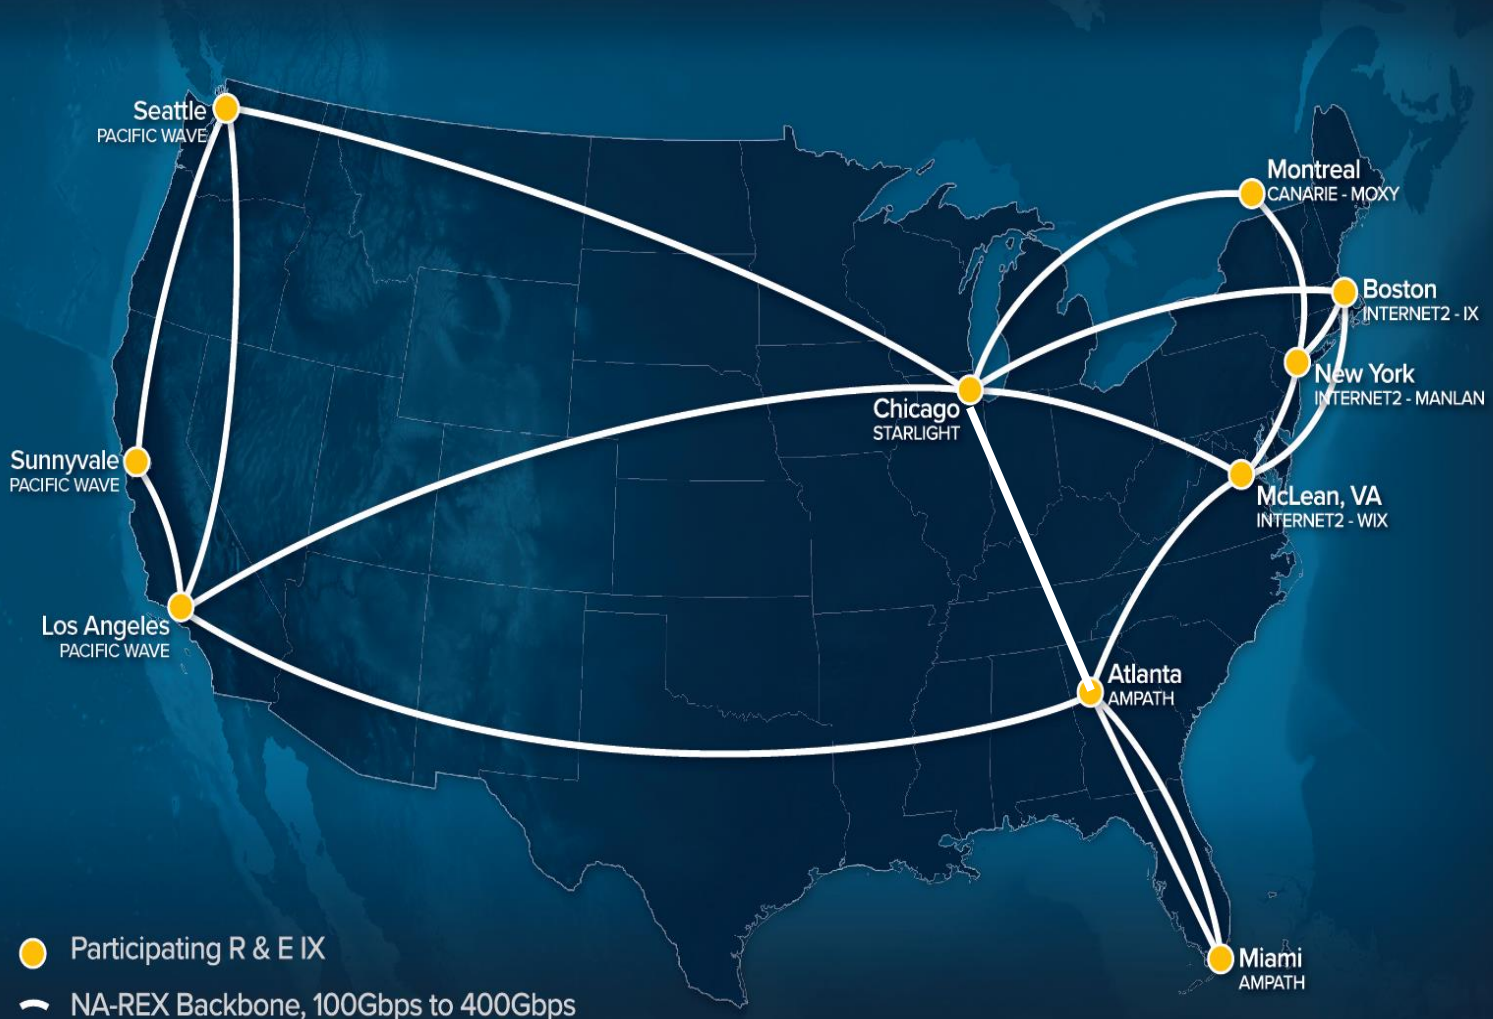 Seattle
PACIFIC WAVE
Montreal
CANARIE - MOXY
Boston
INTERNET2 - IX
New York
INTERNET2 - MANLAN
Chicago
STARLIGHT
Sunnyvale
PACIFIC WAVE
McLean, VA
INTERNET2 - WIX
Los Angeles
PACIFIC WAVE
Atlanta
AMPATH
Miami
AMPATH
Participating R & E IX
NA-REX Backbone, 100Gbps to 400Gbps